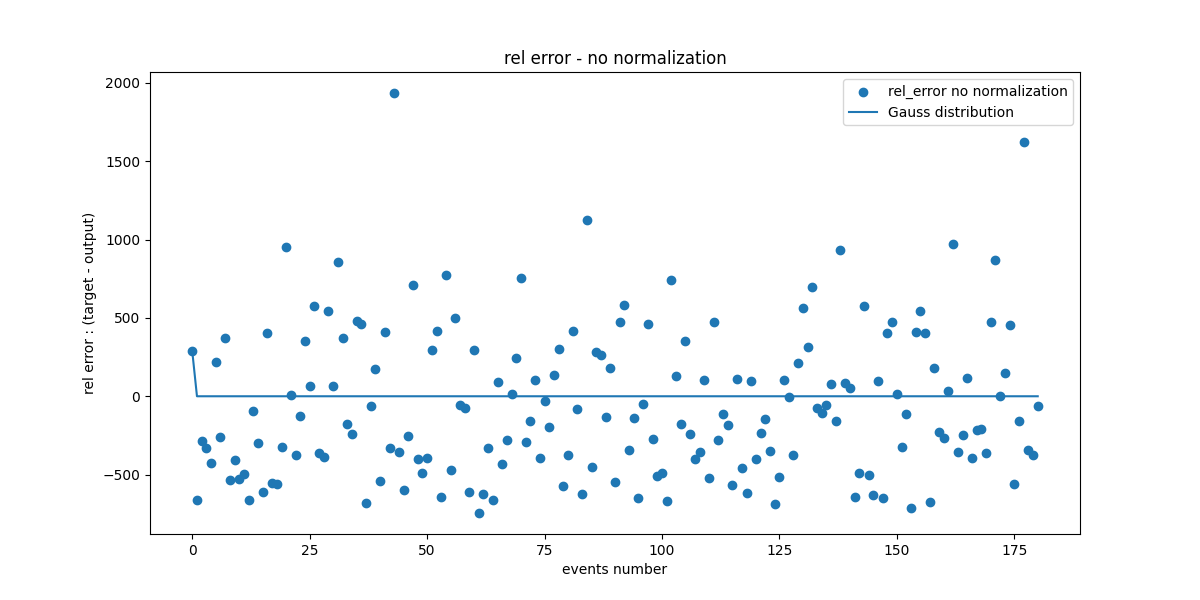 rel error - no normalization
rel_error no normalization
Gauss distribution
rel error : (target - output)
2000
1500
1000
500
0
−500
0 25 50 75 100 125 150 175
events number